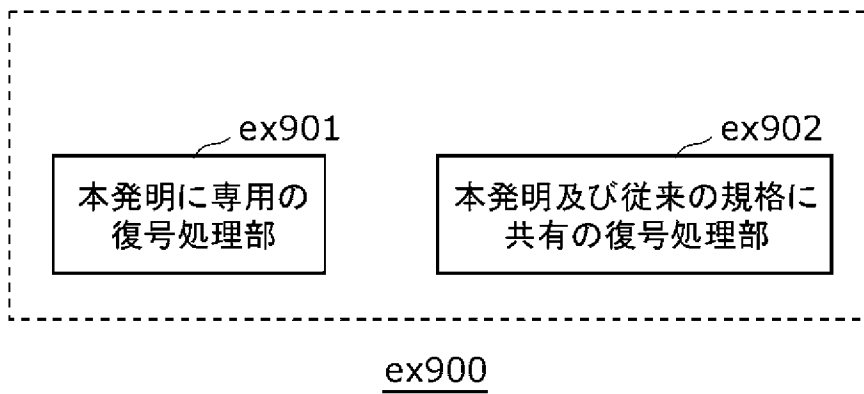 ex901
本発明に専用の
復号処理部
ex902
本発明及び従来の規格に
共有の復号処理部
ex900